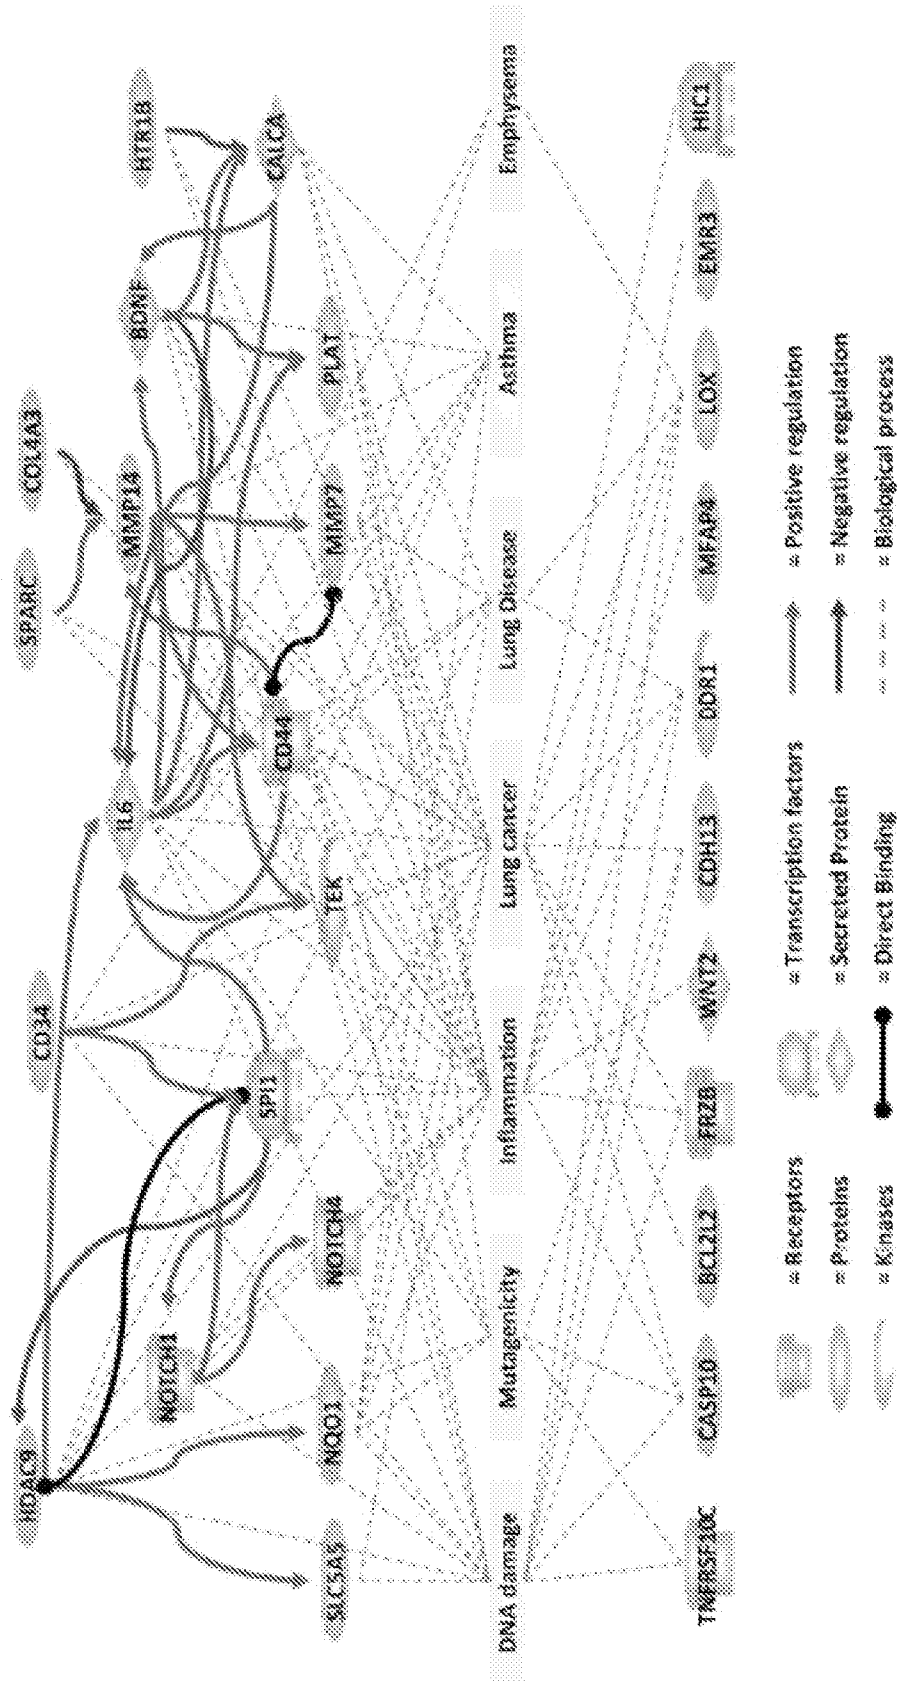 SPARC
COL4A3
CD34
HDAC9
IL6
MMP14
BDNF
HTR1B
NOTCH1
SPI1
CD44
CALCA
SLC5A5
NQO1
NOTCH4
TEK
MMP7
PLAT
DNA damage
Mutagenicity
Inflammation
Lung cancer
Lung Disease
Asthma
Emphysema
TNFRSF10C
CASP10
BCL2L2
FRZB
WNT2
CDH13
DDR1
MFAP4
LOX
EMR3
HIC1
= Receptors
= Transcription factors
= Positive regulation
= Proteins
= Secreted Protein
= Negative regulation
= Kinases
= Direct Binding
= Biological process